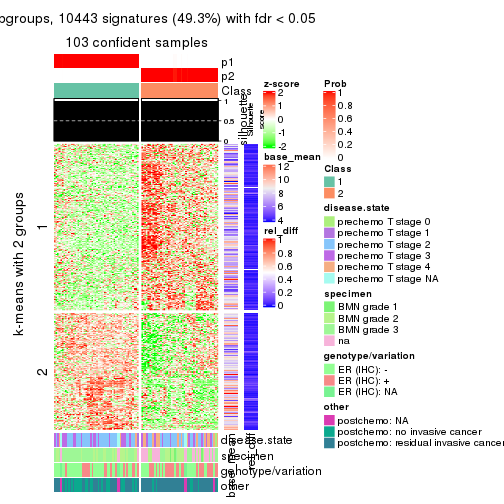 ogroups, 10443 signatures (49.3%) with fdr < 0.05
103 confident samples
p1
p2
Class
1
0.5
0
silhouette
k-means with 2 groups
1
2
disease.state
specimen
genotype/variation
other
base_mean
rel_diff
z-score
2
1
0
-1
-2
base_mean
12
10
8
6
4
rel_diff
1
0.8
0.6
0.4
0.2
0
Silhouette
score
Prob
1
0.8
0.6
0.4
0.2
0
Class
1
2
disease.state
prechemo T stage 0
prechemo T stage 1
prechemo T stage 2
prechemo T stage 3
prechemo T stage 4
prechemo T stage NA
specimen
BMN grade 1
BMN grade 2
BMN grade 3
na
genotype/variation
ER (IHC): -
ER (IHC): +
ER (IHC): NA
other
postchemo: NA
postchemo: no invasive cancer
postchemo: residual invasive cancer